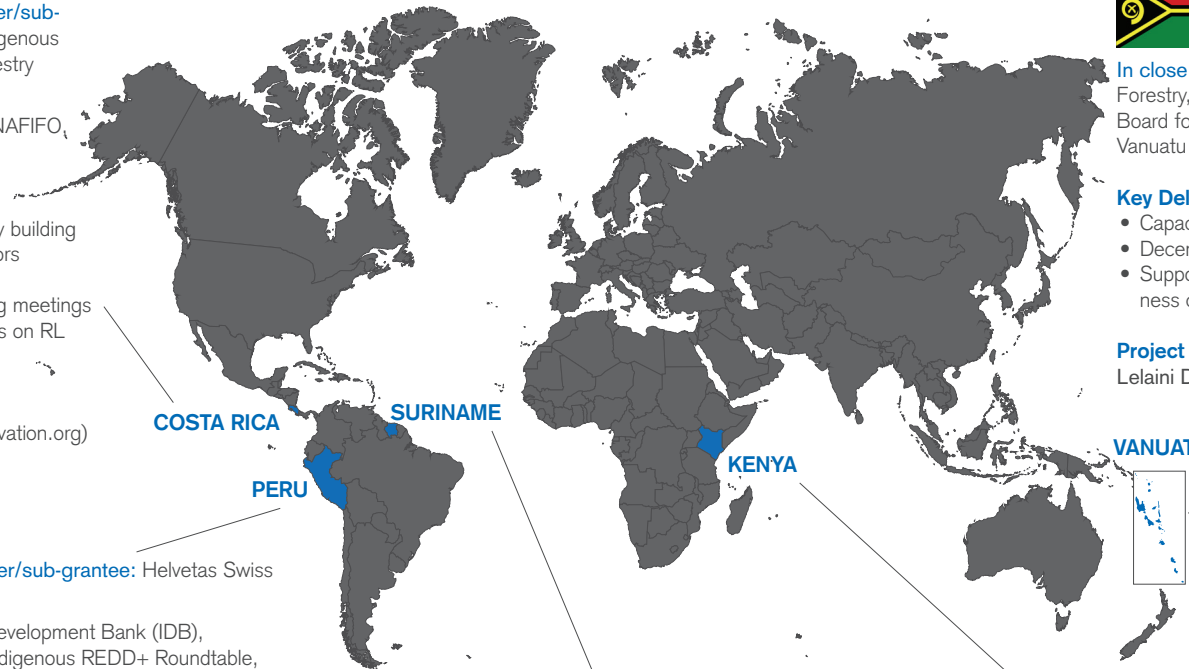 er/sub-
igenous
estry
NAFIFO,
y building
ors
g meetings
s on RL
vation.org)
COSTA RICA
PERU
er/sub-grantee: Helvetas Swiss
evelopment Bank (IDB),
digenous REDD+ Roundtable,
SURINAME
KENYA
In close
Forestry,
Board fo
Vanuatu
Key Del
• Capac
• Decen
• Suppo
ness o
Project
Lelaini D
VANUAT